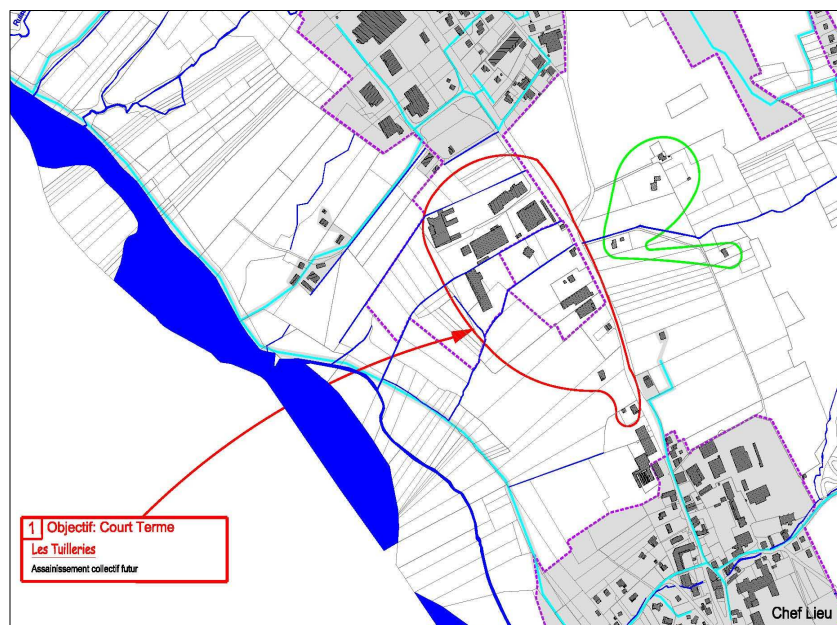 1 Objectif: Court Terme
Les Tuilleries
Assainissement collectif futur
Chef Lieu